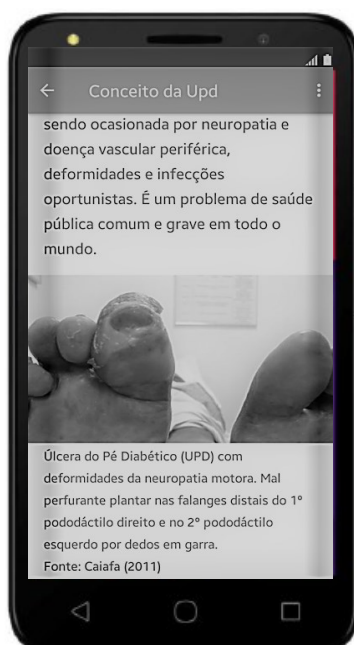 Conceito da Upd
sendo ocasionada por neuropatia e
doença vascular periférica,
deformidades e infecções
oportunistas. É um problema de saúde
pública comum e grave em todo o
mundo.
Úlcera do Pé Diabético (UPD) com
deformidades da neuropatia motora. Mal
perfurante plantar nas falanges distais do 1º
pododáctilo direito e no 2º pododáctilo
esquerdo por dedos em garra.
Fonte: Caiafa (2011)